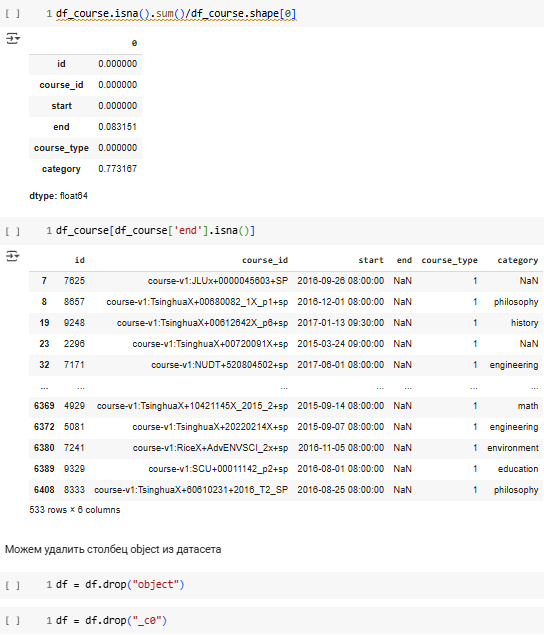 [ ] 1 df_course.isna().sum()/df_course.shape[0]
0
id 0.000000
course_id 0.000000
start 0.000000
end 0.083151
course_type 0.000000
category 0.773167
dtype: float64
[ ] 1 df_course[df_course['end'].isna()]
id course_id start end course_type category
7 7625 course-v1:JLUx+0000045603+SP 2016-09-26 08:00:00 NaN 1 NaN
8 8657 course-v1:TsinghuaX+00680082_1X_p1+sp 2016-12-01 08:00:00 NaN 1 philosophy
19 9248 course-v1:TsinghuaX+00612642X_p6+sp 2017-01-13 09:30:00 NaN 1 history
23 2296 course-v1:TsinghuaX+00720091X+sp 2015-03-24 09:00:00 NaN 1 NaN
32 7171 course-v1:NUDT+520804502+sp 2017-06-01 08:00:00 NaN 1 engineering
... ... ... ... ... ... ...
6369 4929 course-v1:TsinghuaX+10421145X_2015_2+sp 2015-09-14 08:00:00 NaN 1 math
6372 5081 course-v1:TsinghuaX+20220214X+sp 2015-09-07 08:00:00 NaN 1 engineering
6380 7241 course-v1:RiceX+AdvENVSCI_2x+sp 2016-11-05 08:00:00 NaN 1 environment
6389 9329 course-v1:SCU+00011142_p2+sp 2016-08-01 08:00:00 NaN 1 education
6408 8333 course-v1:TsinghuaX+60610231+2016_T2_SP 2016-08-25 08:00:00 NaN 1 philosophy
533 rows × 6 columns
Можем удалить столбец object из датасета
[ ] 1 df = df.drop("object")
[ ] 1 df = df.drop("_c0")